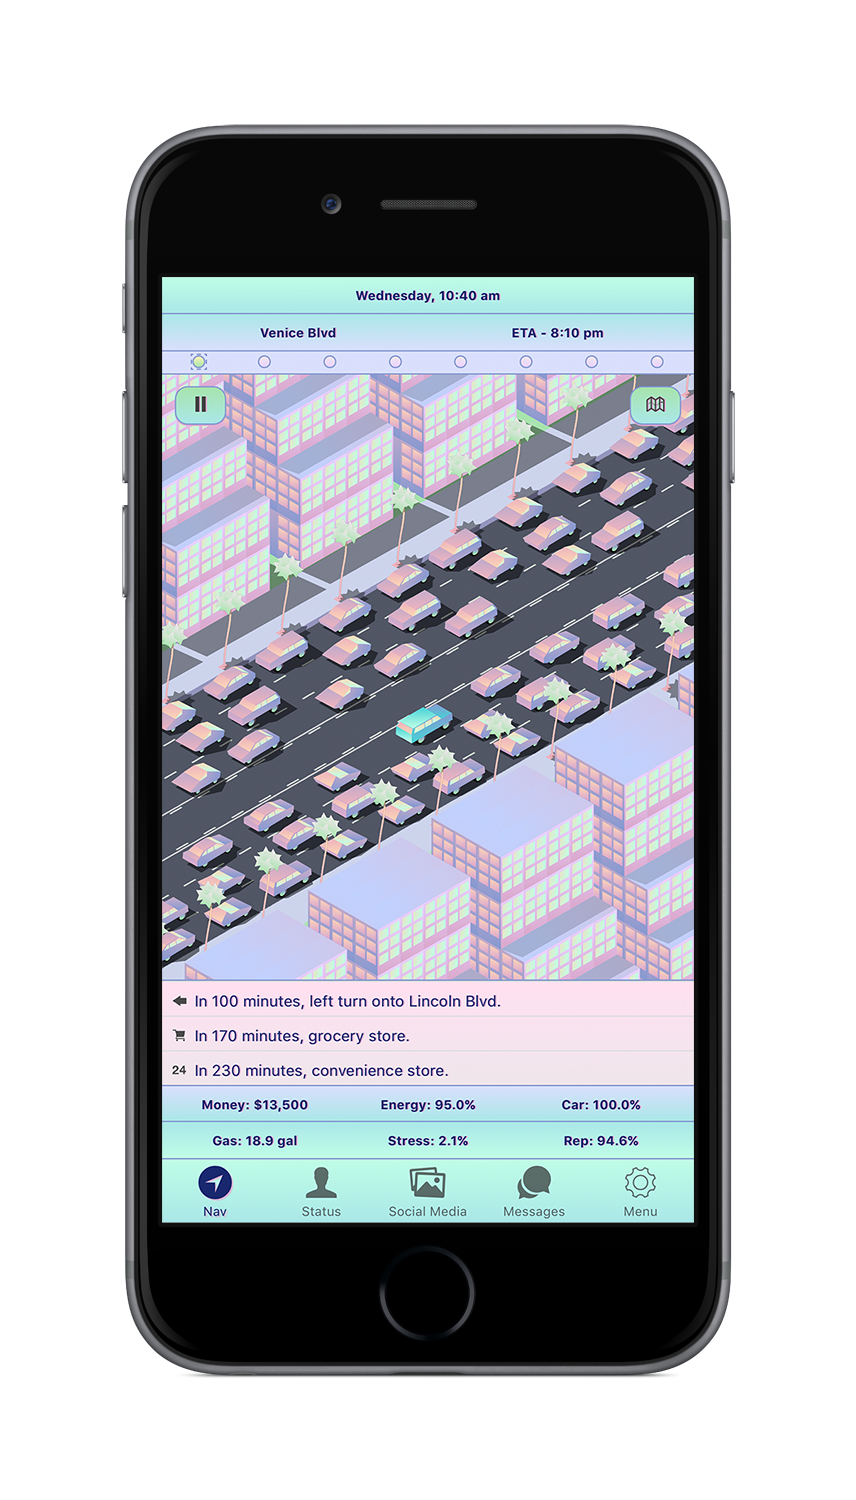 Wednesday, 10:40 am
Venice Blvd ETA - 8:10 pm
In 100 minutes, left turn onto Lincoln Blvd.
In 170 minutes, grocery store.
24 In 230 minutes, convenience store.
Money: $13,500 Energy: 95.0% Car: 100.0%
Gas: 18.9 gal Stress: 2.1% Rep: 94.6%
Nav Status Social Media Messages Menu